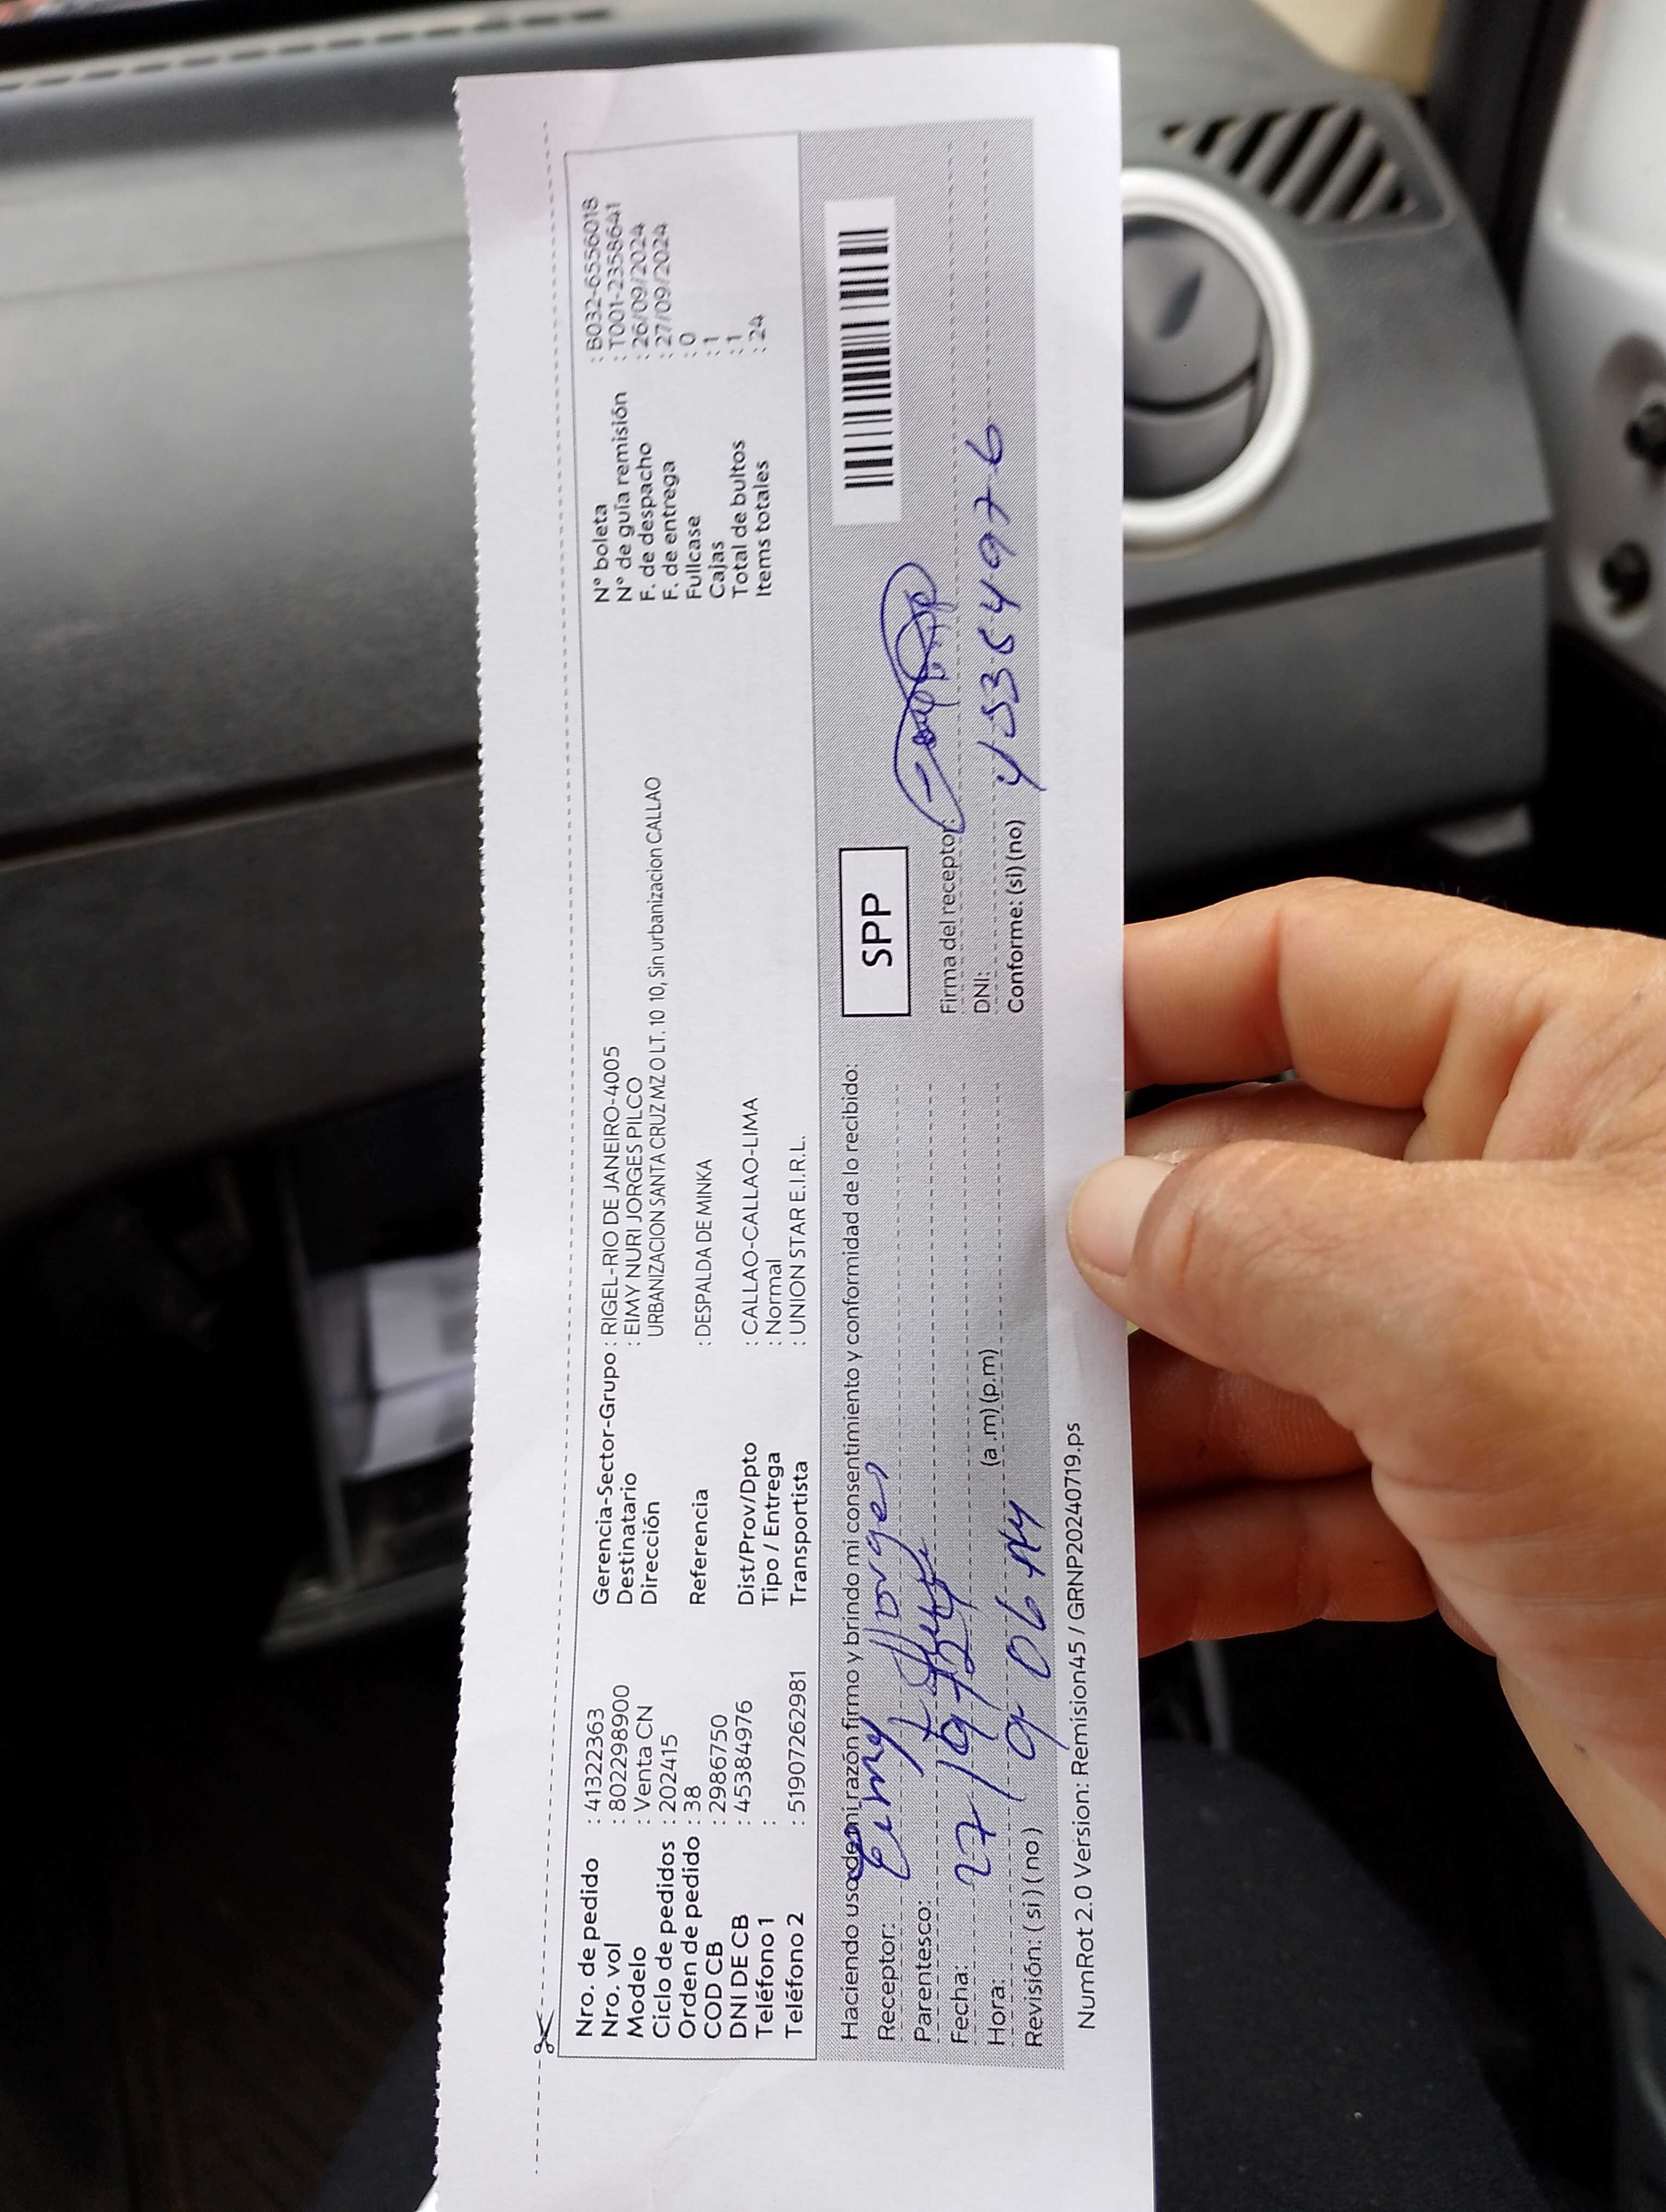 Nro. de pedido : 41322363 Gerencia-Sector-Grupo : RIGEL-RIO DE JANEIRO-4005 N° boleta : B032-6556018
Nro. vol : 8022298900 Destinatario : EIMY NURI JORGES PILCO N° de guía remisión : T001-2358641
Modelo : Venta CN Dirección URBANIZACION SANTA CRUZ MZ O LT. 10 10, Sin urbanizacion CALLAO F. de despacho : 26/09/2024
Ciclo de pedidos : 202415 F. de entrega : 27/09/2024
Orden de pedido : 38 Referencia : DESPALDA DE MINKA Fullcase : 0
COD CB : 2986750 Cajas : 1
DNI DE CB : 45384976 Dist/Prov/Dpto : CALLAO-CALLAO-LIMA Total de bultos : 1
Teléfono 1 : Tipo / Entrega : Normal Items totales : 24
Teléfono 2 : 51907262981 Transportista : UNION STAR E.I.R.L.
Haciendo uso de mi razón firmo y brindo mi consentimiento y conformidad de lo recibido: SPP
Receptor: Eimy Jorges
Parentesco: Firma del receptor:
Fecha: 27/9/24 DNI: 45384976
Hora: 9 06 (a .m) (p.m) Conforme: (si) (no)
Revisión: (si) (no)
NumRot 2.0 Version: Remision45 / GRNP20240719.ps